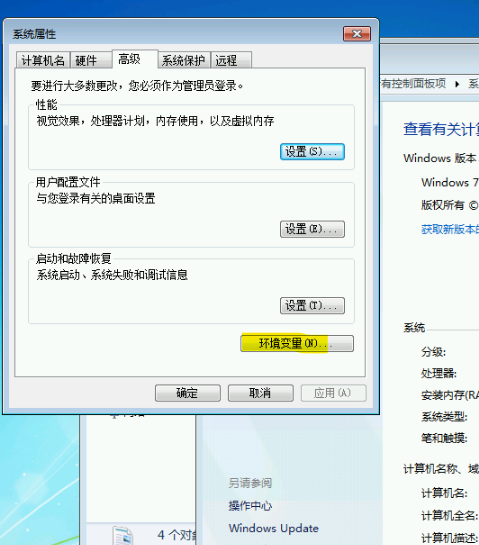 系统属性
计算机名 硬件 高级 系统保护 远程
要进行大多数更改，您必须作为管理员登录。
性能
视觉效果，处理器计划，内存使用，以及虚拟内存
设置(S)...
用户配置文件
与您登录有关的桌面设置
设置(E)...
启动和故障恢复
系统启动、系统失败和调试信息
设置(T)...
环境变量(N)...
确定 取消 应用(A)
有控制面板项
查看有关计
Windows 版本
Windows 7
版权所有 ©
获取新版本的
系统
分级:
处理器:
安装内存(RA
系统类型:
笔和触摸:
计算机名称、域
计算机名:
计算机全名:
计算机描述:
另请参阅
操作中心
Windows Update
4 个对